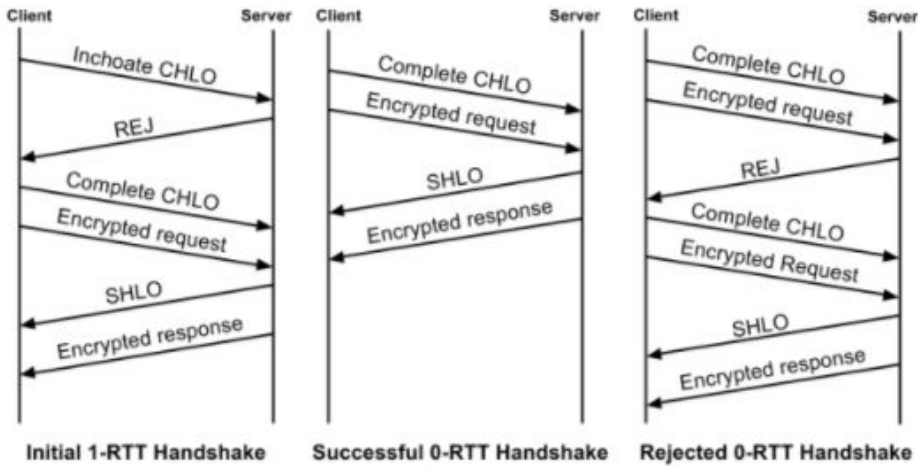 Client Server
Inchoate CHLO
REJ
Complete CHLO
Encrypted request
SHLO
Encrypted response
Initial 1-RTT Handshake
Client Server
Complete CHLO
Encrypted request
SHLO
Encrypted response
Successful 0-RTT Handshake
Client Server
Complete CHLO
Encrypted request
REJ
Complete CHLO
Encrypted Request
SHLO
Encrypted response
Rejected 0-RTT Handshake